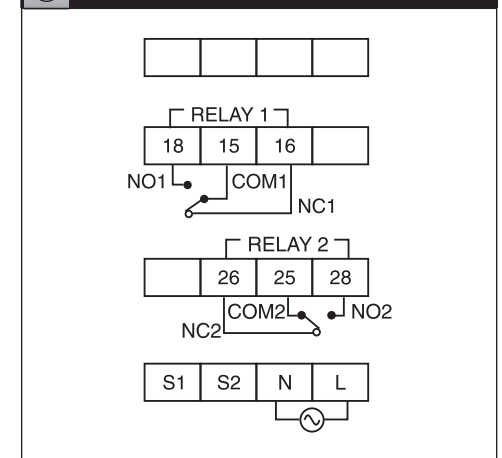 RELAY 1
18 15 16
NO1 COM1
NC1
RELAY 2
26 25 28
COM2 NO2
NC2
S1 S2 N L